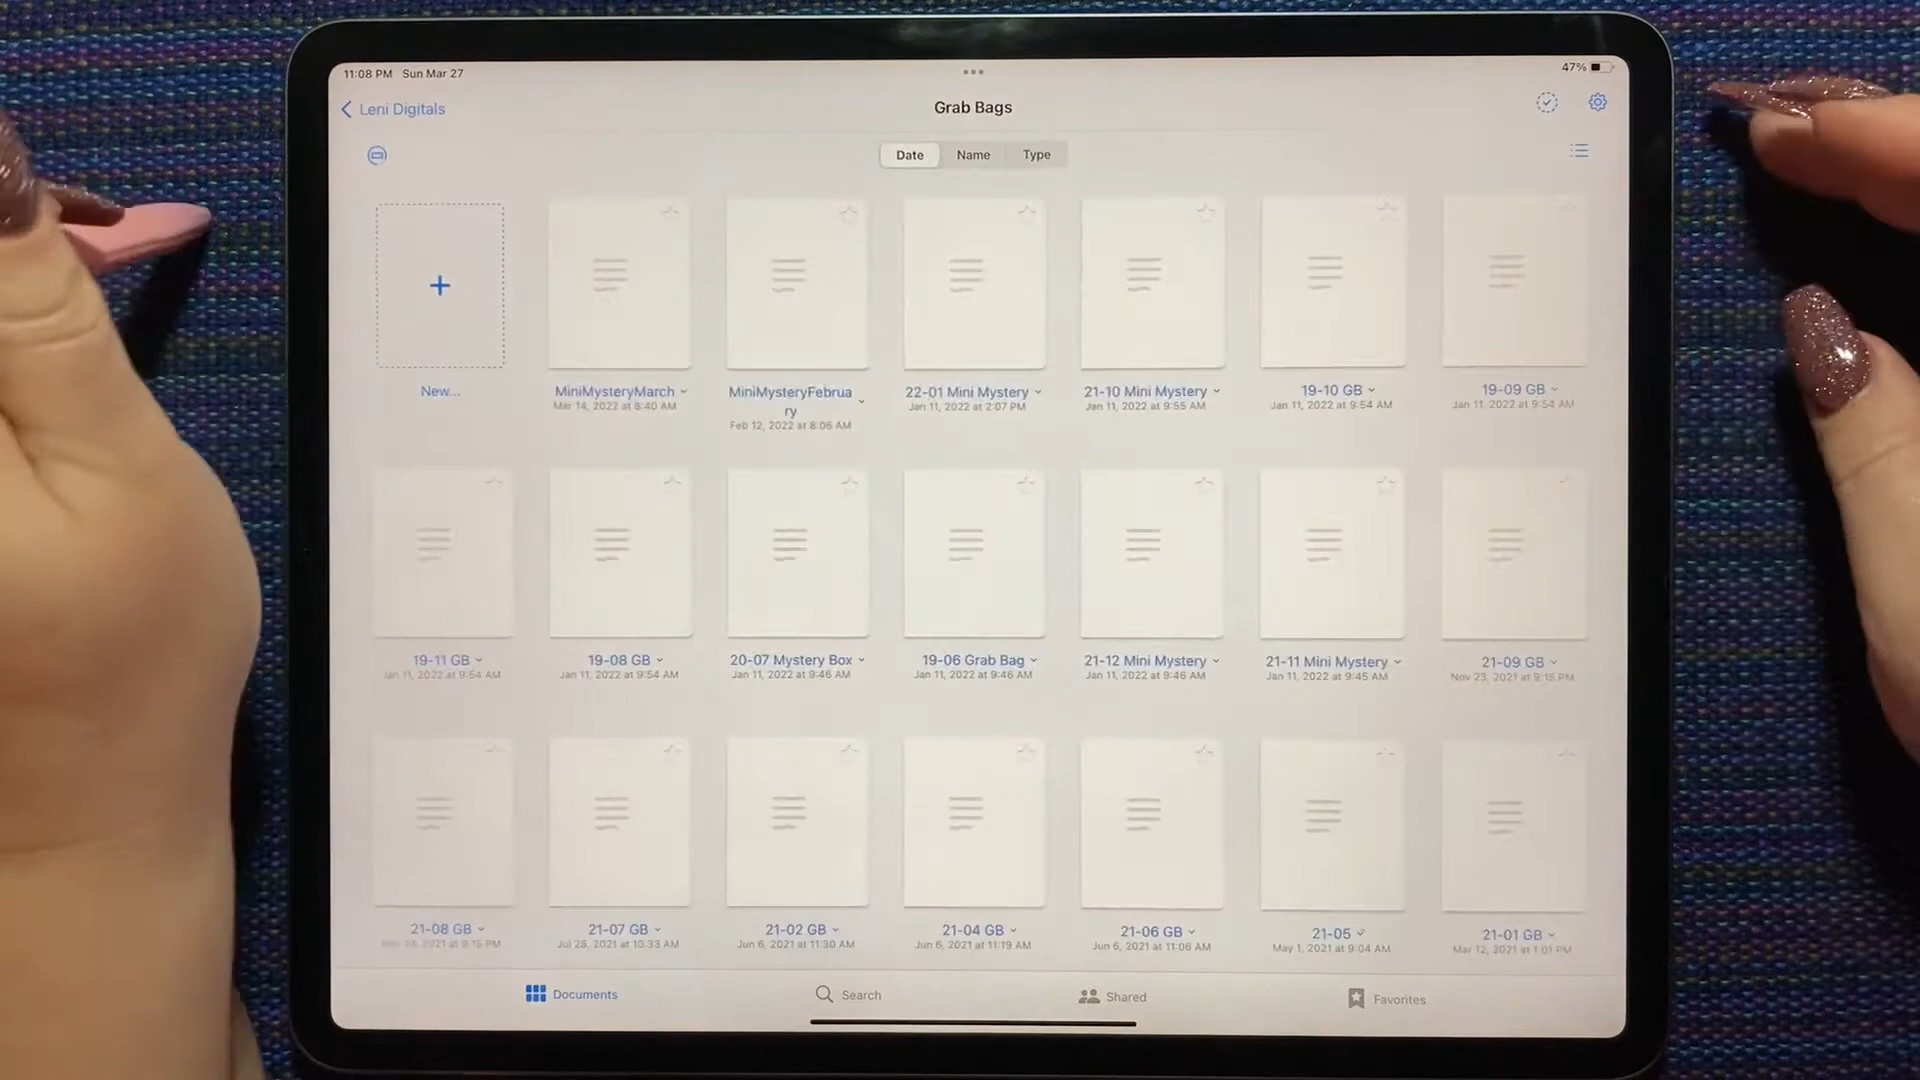 11:08 PM Sun Mar 27
47%
Leni Digitals
Grab Bags
Date Name Type
New...
MiniMysteryMarch
Mar 14, 2022 at 8:40 AM
MiniMysteryFebrua
ry
Feb 12, 2022 at 8:06 AM
22-01 Mini Mystery
Jan 11, 2022 at 2:07 PM
21-10 Mini Mystery
Jan 11, 2022 at 9:55 AM
19-10 GB
Jan 11, 2022 at 9:54 AM
19-09 GB
Jan 11, 2022 at 9:54 AM
19-11 GB
Jan 11, 2022 at 9:54 AM
19-08 GB
Jan 11, 2022 at 9:54 AM
20-07 Mystery Box
Jan 11, 2022 at 9:46 AM
19-06 Grab Bag
Jan 11, 2022 at 9:46 AM
21-12 Mini Mystery
Jan 11, 2022 at 9:46 AM
21-11 Mini Mystery
Jan 11, 2022 at 9:45 AM
21-09 GB
Nov 23, 2021 at 9:15 PM
21-08 GB
2021 at 9:15 PM
21-07 GB
Jul 28, 2021 at 10:33 AM
21-02 GB
Jun 6, 2021 at 11:30 AM
21-04 GB
Jun 6, 2021 at 11:19 AM
21-06 GB
Jun 6, 2021 at 11:06 AM
21-05
May 1, 2021 at 9:04 AM
21-01 GB
Mar 12, 2021 at 1:01 PM
Documents
Search
Shared
Favorites